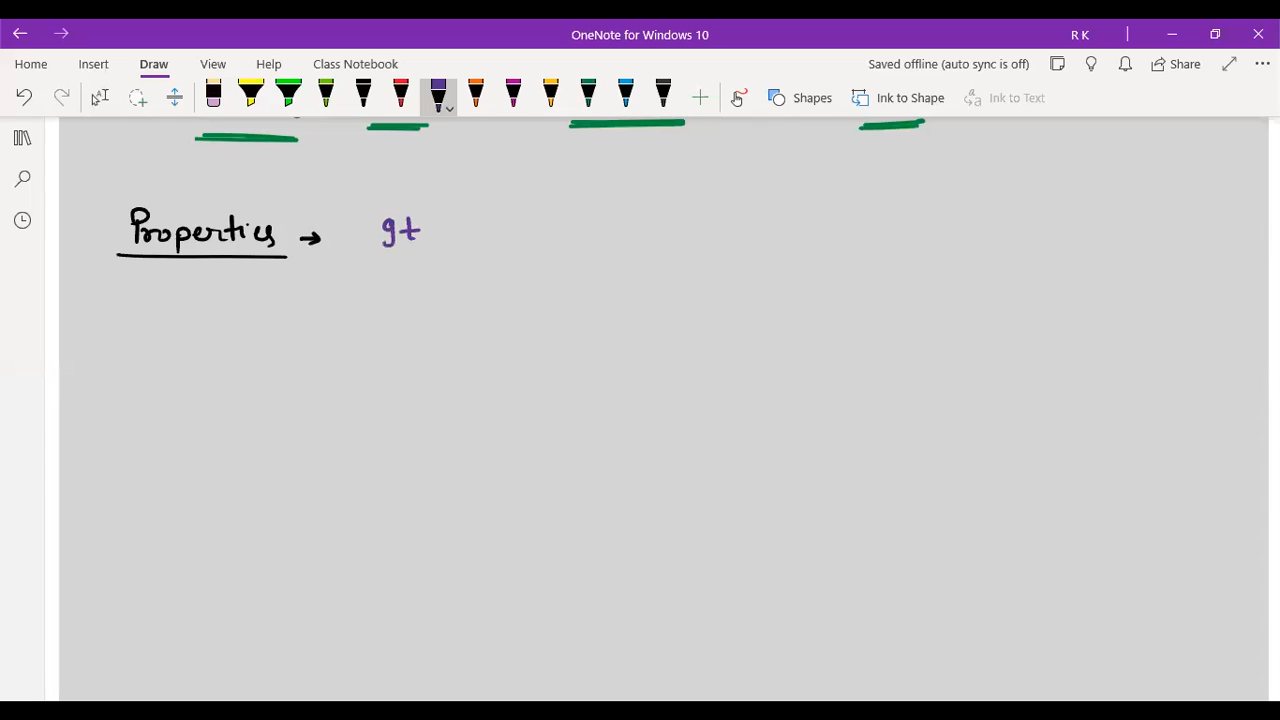 OneNote for Windows 10
R K
Home Insert Draw View Help Class Notebook
Saved offline (auto sync is off)
Share
Shapes
Ink to Shape
Ink to Text
Properties → gt